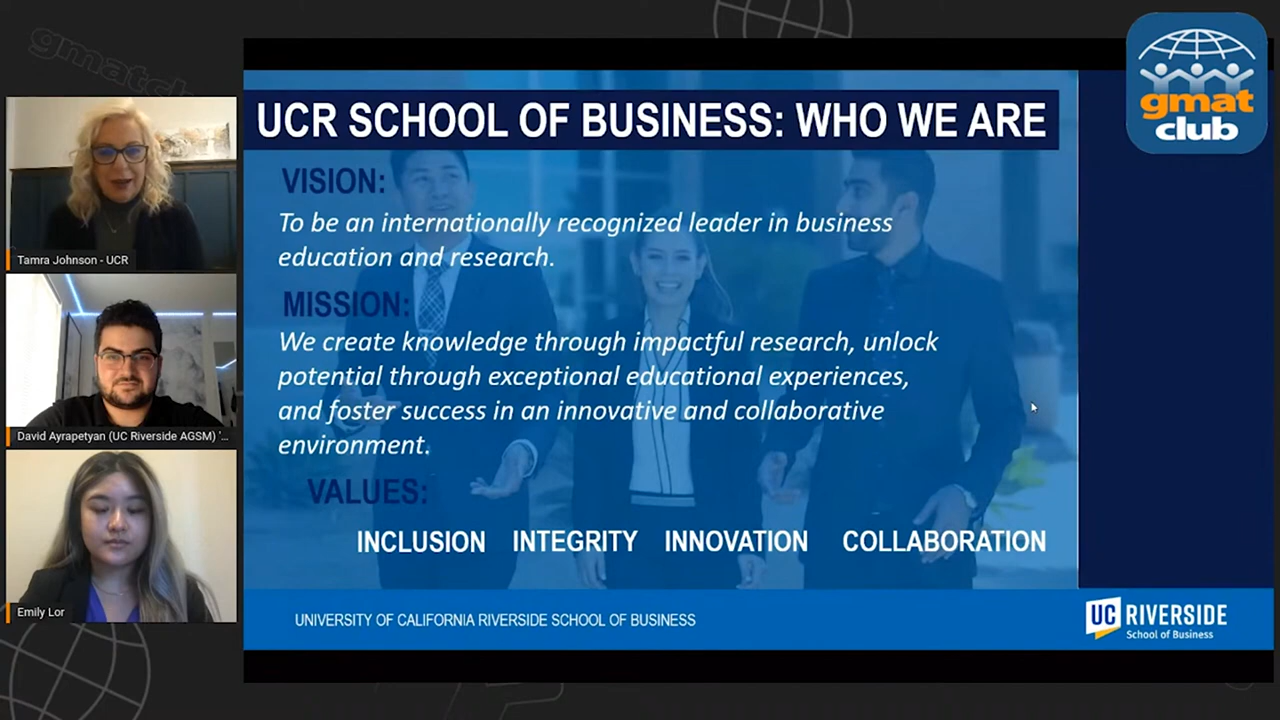 gmatclub
gmat
club
UCR SCHOOL OF BUSINESS: WHO WE ARE
VISION:
To be an internationally recognized leader in business
education and research.
MISSION:
We create knowledge through impactful research, unlock
potential through exceptional educational experiences,
and foster success in an innovative and collaborative
environment.
VALUES:
INCLUSION INTEGRITY INNOVATION COLLABORATION
UNIVERSITY OF CALIFORNIA RIVERSIDE SCHOOL OF BUSINESS
UC RIVERSIDE
School of Business
Tamra Johnson - UCR
David Ayrapetyan (UC Riverside AGSM) '...
Emily Lor